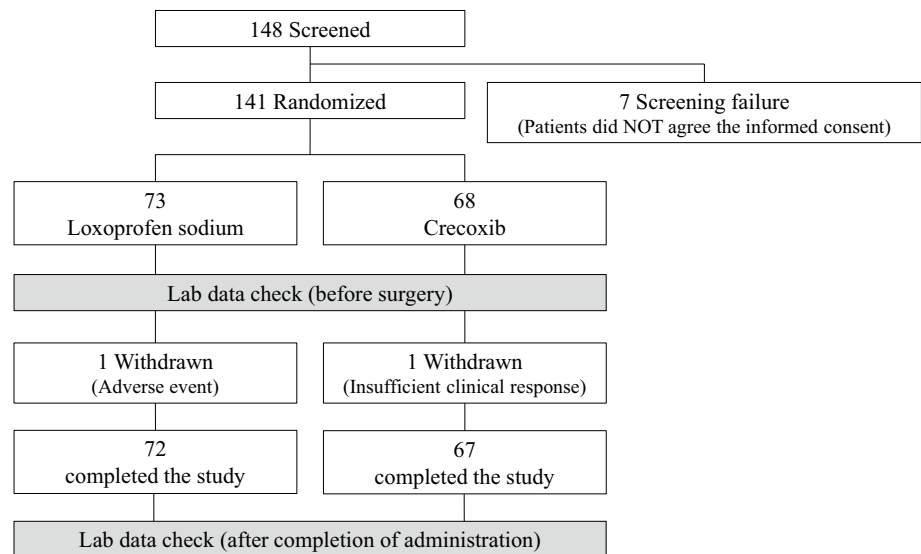 148 Screened
141 Randomized
7 Screening failure
(Patients did NOT agree the informed consent)
73
Loxoprofen sodium
68
Crecoxib
Lab data check (before surgery)
1 Withdrawn
(Adverse event)
1 Withdrawn
(Insufficient clinical response)
72
completed the study
67
completed the study
Lab data check (after completion of administration)